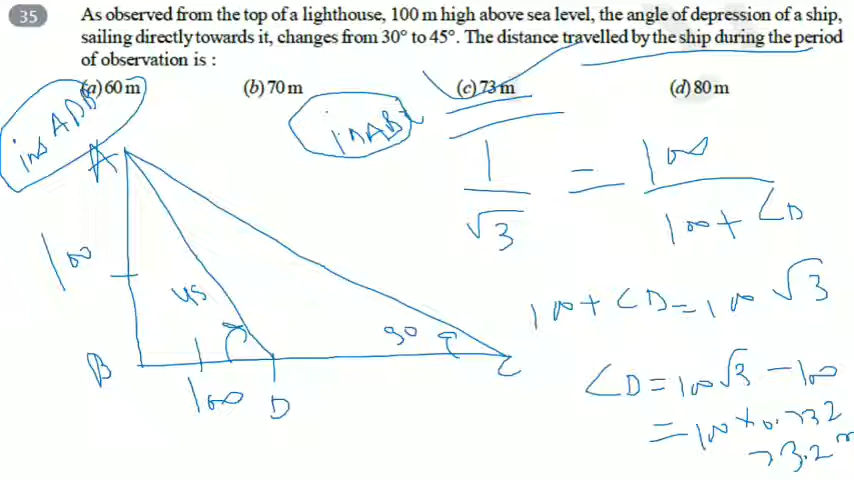 35 As observed from the top of a lighthouse, 100 m high above sea level, the angle of depression of a ship,
sailing directly towards it, changes from 30° to 45°. The distance travelled by the ship during the period
of observation is :
(a) 60 m (b) 70 m (c) 73 m (d) 80 m
in ADB
in ABC
A
100
45
30
B
100
D
C
1/√3 = 100/100 + CD
100 + CD = 100 √3
CD = 100√3 - 100
= 100 × 0.732
73.2 m